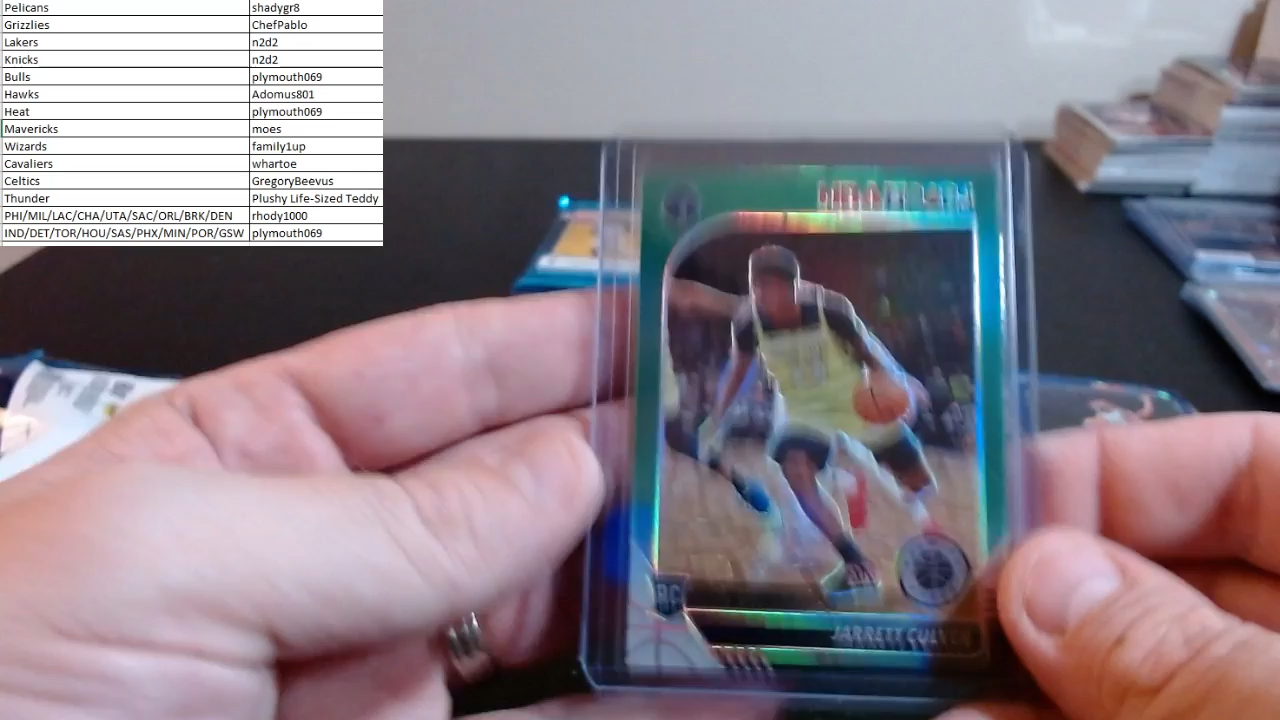 Pelicans shadygr8
Grizzlies ChefPablo
Lakers n2d2
Knicks n2d2
Bulls plymouth069
Hawks Adomus801
Heat plymouth069
Mavericks moes
Wizards family1up
Cavaliers whartoe
Celtics GregoryBeevus
Thunder Plushy Life-Sized Teddy
PHI/MIL/LAC/CHA/UTA/SAC/ORL/BRK/DEN rhody1000
IND/DET/TOR/HOU/SAS/PHX/MIN/POR/GSW plymouth069
RC
JARRETT